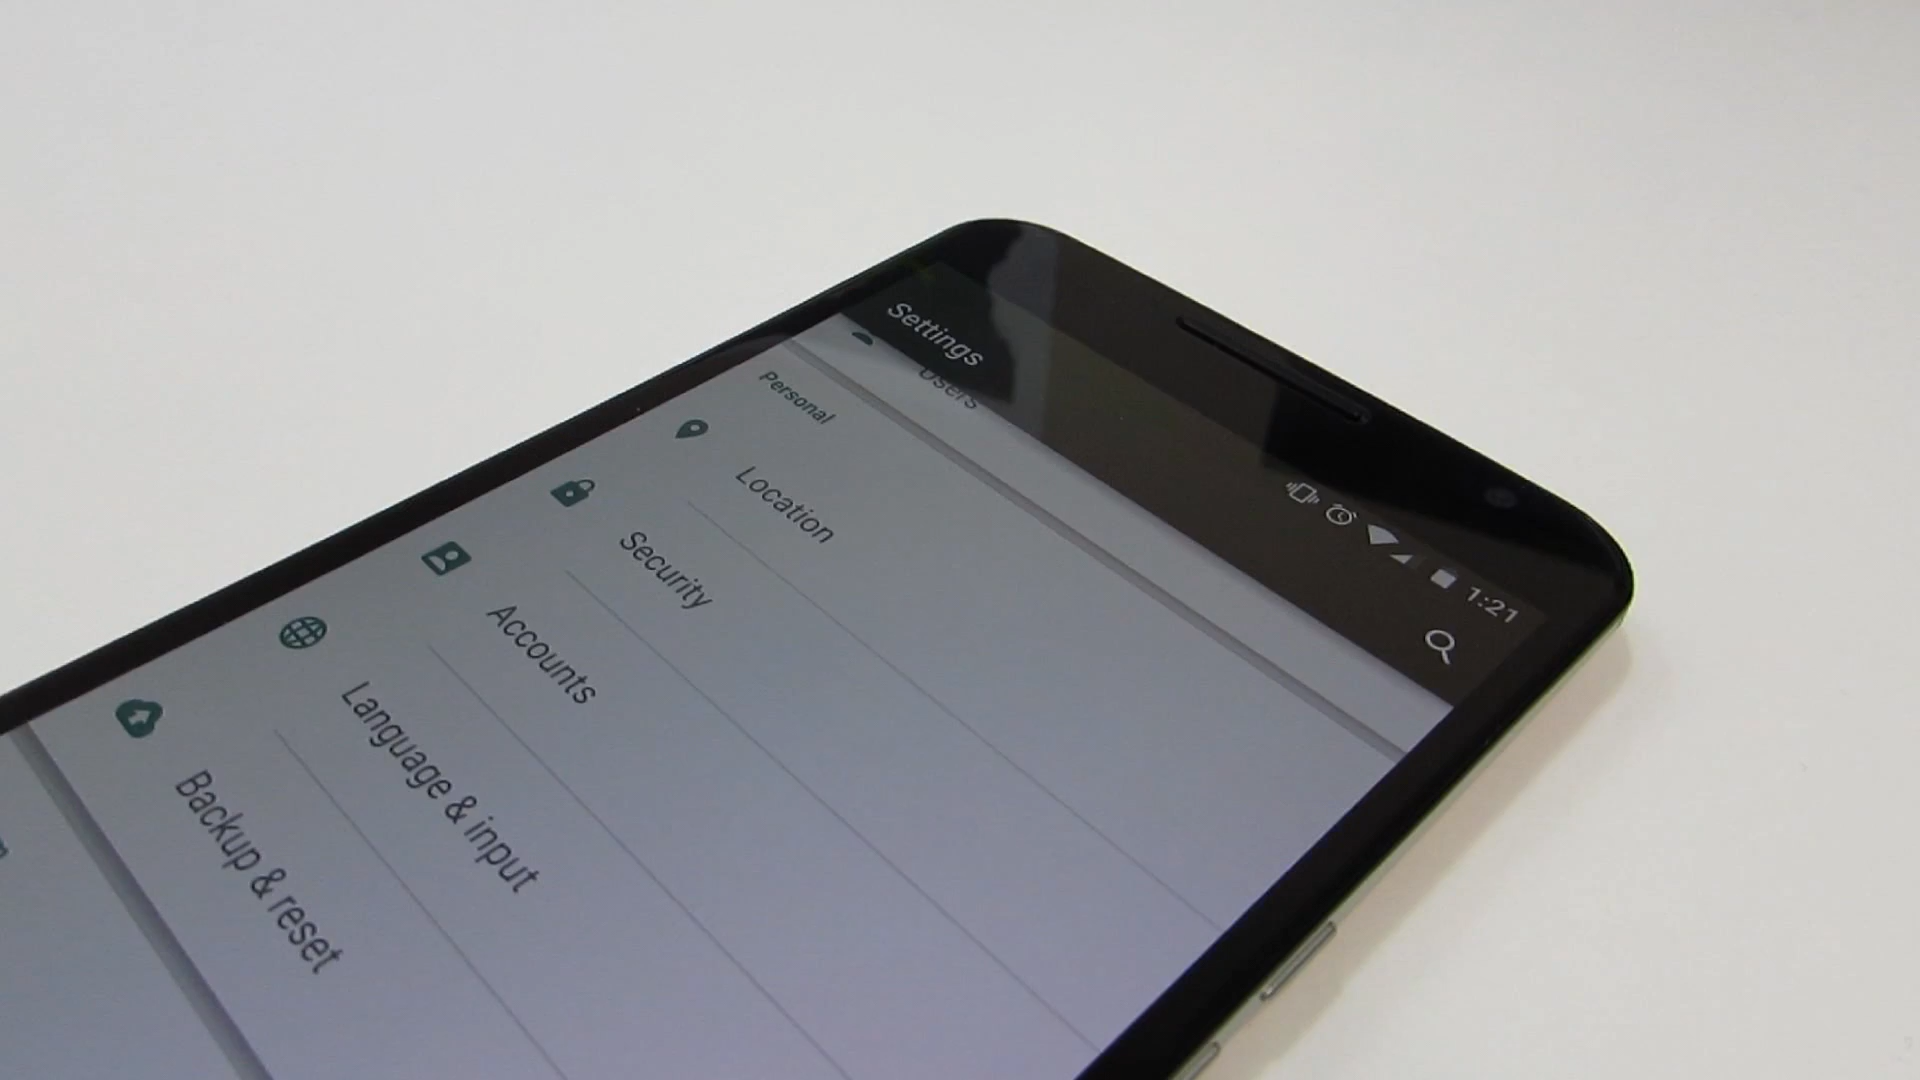 1:21
Settings
Users
Personal
Location
Security
Accounts
Language & input
Backup & reset